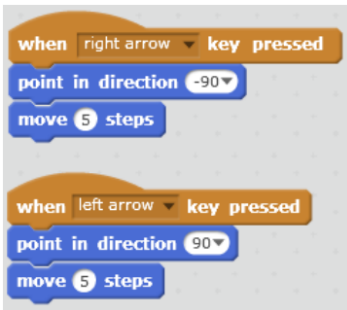 when right arrow key pressed
point in direction -90
move 5 steps
when left arrow key pressed
point in direction 90
move 5 steps